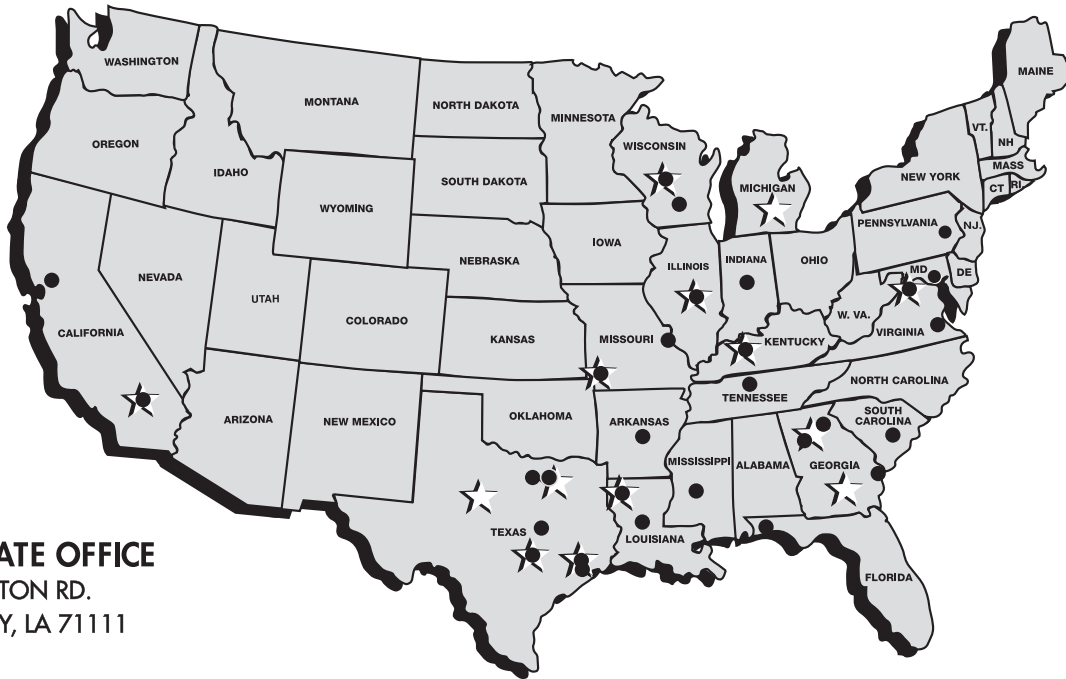 WASHINGTON
OREGON
CALIFORNIA
NEVADA
IDAHO
MONTANA
WYOMING
UTAH
COLORADO
ARIZONA
NEW MEXICO
NORTH DAKOTA
SOUTH DAKOTA
NEBRASKA
KANSAS
OKLAHOMA
TEXAS
MINNESOTA
IOWA
MISSOURI
ARKANSAS
LOUISIANA
WISCONSIN
ILLINOIS
MICHIGAN
INDIANA
OHIO
KENTUCKY
TENNESSEE
MISSISSIPPI
ALABAMA
GEORGIA
FLORIDA
SOUTH
CAROLINA
NORTH CAROLINA
VIRGINIA
W. VA.
MD
DE
PENNSYLVANIA
NJ.
NEW YORK
CT
RI.
MASS
VT.
NH
MAINE
ATE OFFICE
TON RD.
Y, LA 71111